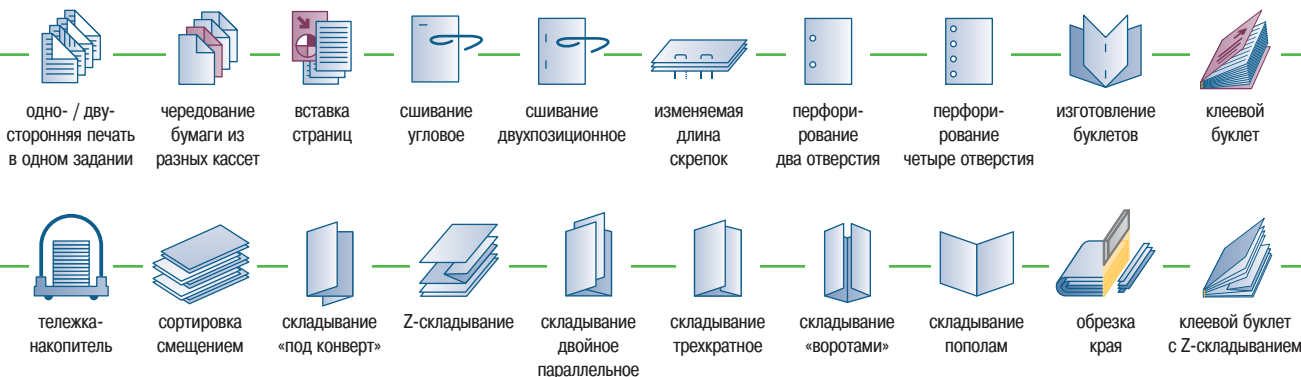 одно- / дву-
сторонняя печать
в одном задании
чередование
бумаги из
разных кассет
вставка
страниц
сшивание
угловое
сшивание
двухпозиционное
изменяемая
длина
скрепок
перфори-
рование
два отверстия
перфори-
рование
четыре отверстия
изготовление
буклетов
клеевой
буклет
тележка-
накопитель
сортировка
смещением
складывание
«под конверт»
Z-складывание
складывание
двойное
параллельное
складывание
трехкратное
складывание
«воротами»
складывание
пополам
обрезка
края
клеевой буклет
с Z-складыванием